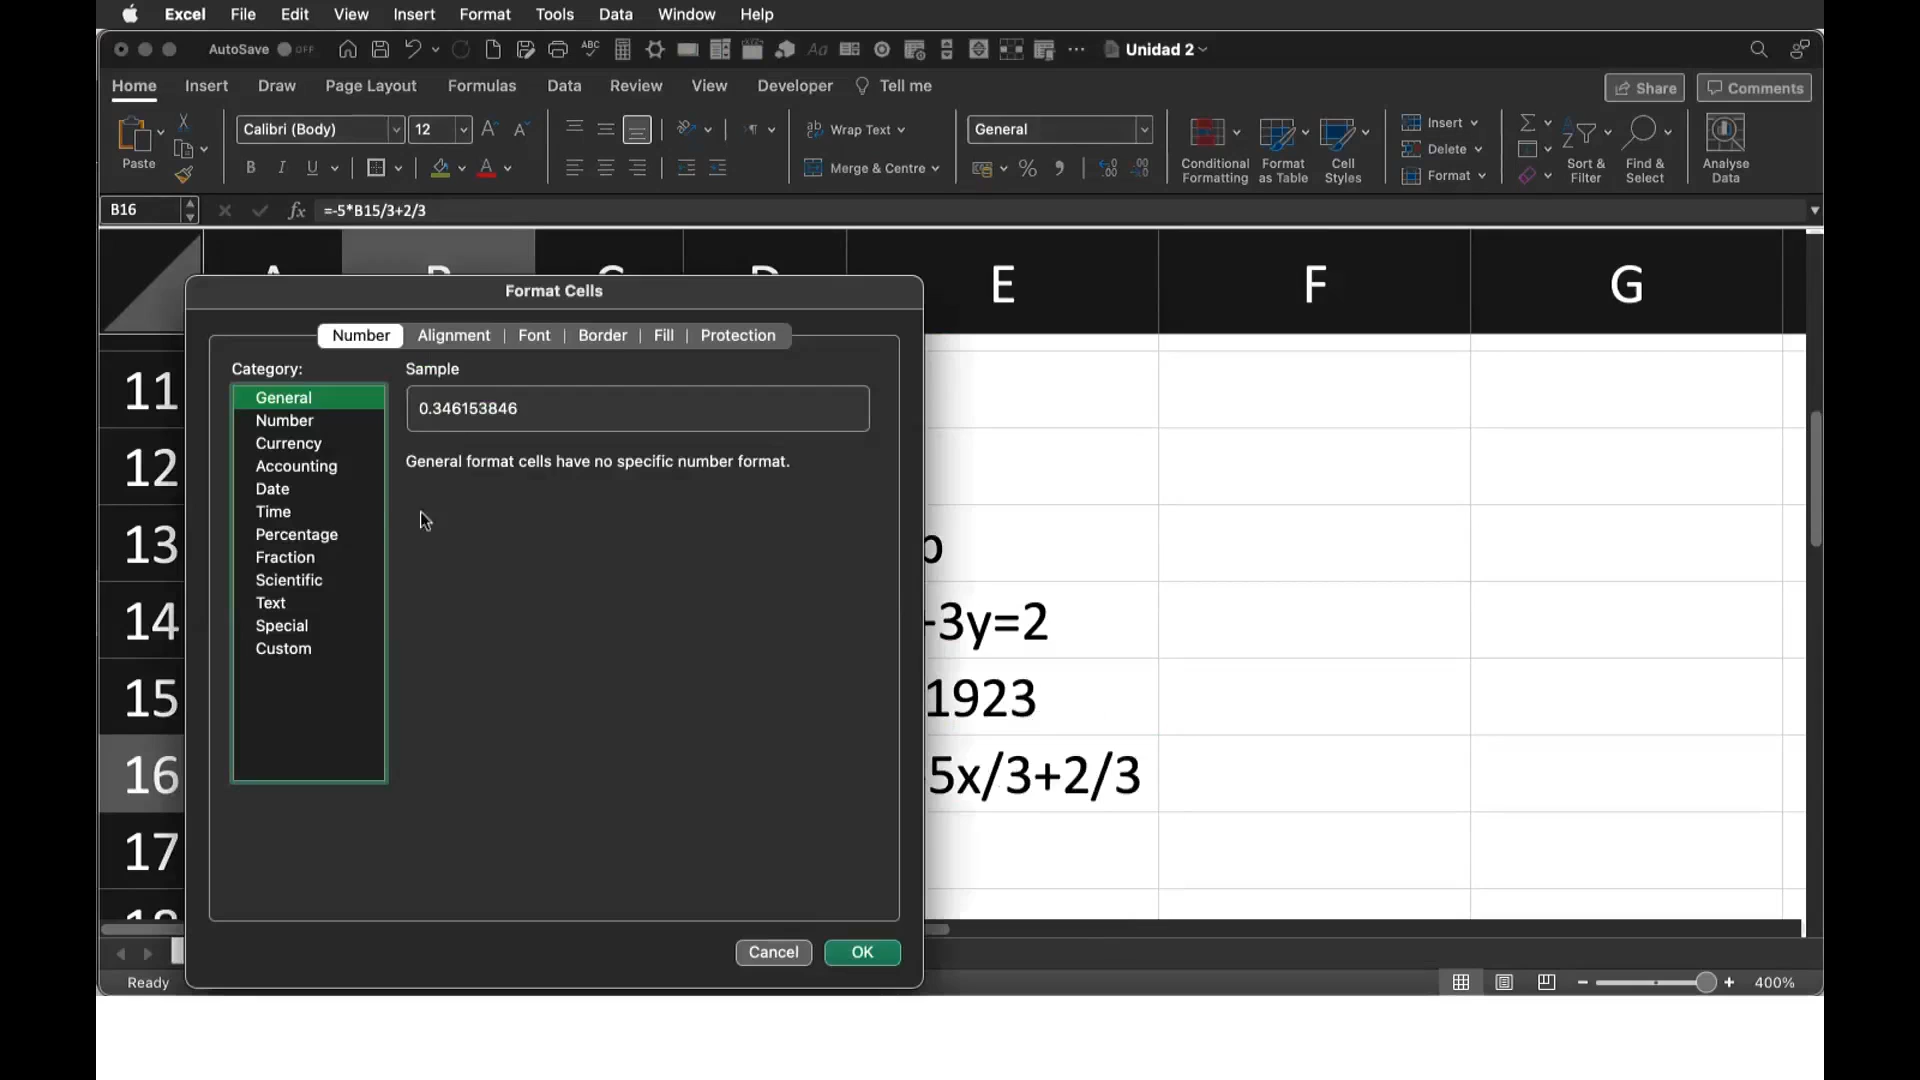 Excel File Edit View Insert Format Tools Data Window Help
AutoSave OFF ABC Aa ... Unidad 2
Home Insert Draw Page Layout Formulas Data Review View Developer Tell me Share Comments
Paste Calibri (Body) 12 A A ab Wrap Text General Insert
B I U A Merge & Centre % Delete
Conditional Formatting Format as Table Cell Styles Format Sort & Filter Find & Select Analyse Data
B16 fx =-5*B15/3+2/3
E F G
Format Cells
Number Alignment Font Border Fill Protection
Category: Sample
General 0.346153846
Number
Currency
Accounting General format cells have no specific number format.
Date
Time
Percentage
Fraction
Scientific
Text
Special
Custom
11
12
13
14 3y=2
15 1923
16 5x/3+2/3
17
Cancel OK
Ready 400%